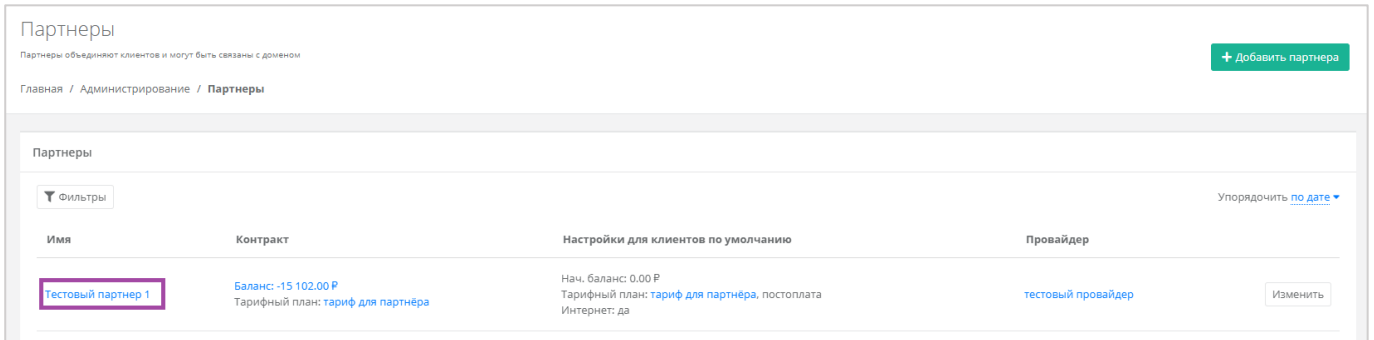 Партнеры
Партнеры объединяют клиентов и могут быть связаны с доменом
+ Добавить партнера
Главная / Администрирование / Партнеры
Партнеры
Фильтры
Упорядочить по дате
Имя Контракт Настройки для клиентов по умолчанию Провайдер
Тестовый партнер 1
Баланс: -15 102.00 ₽
Тарифный план: тариф для партнёра
Нач. баланс: 0.00 ₽
Тарифный план: тариф для партнёра, постоплата
Интернет: да
тестовый провайдер
Изменить